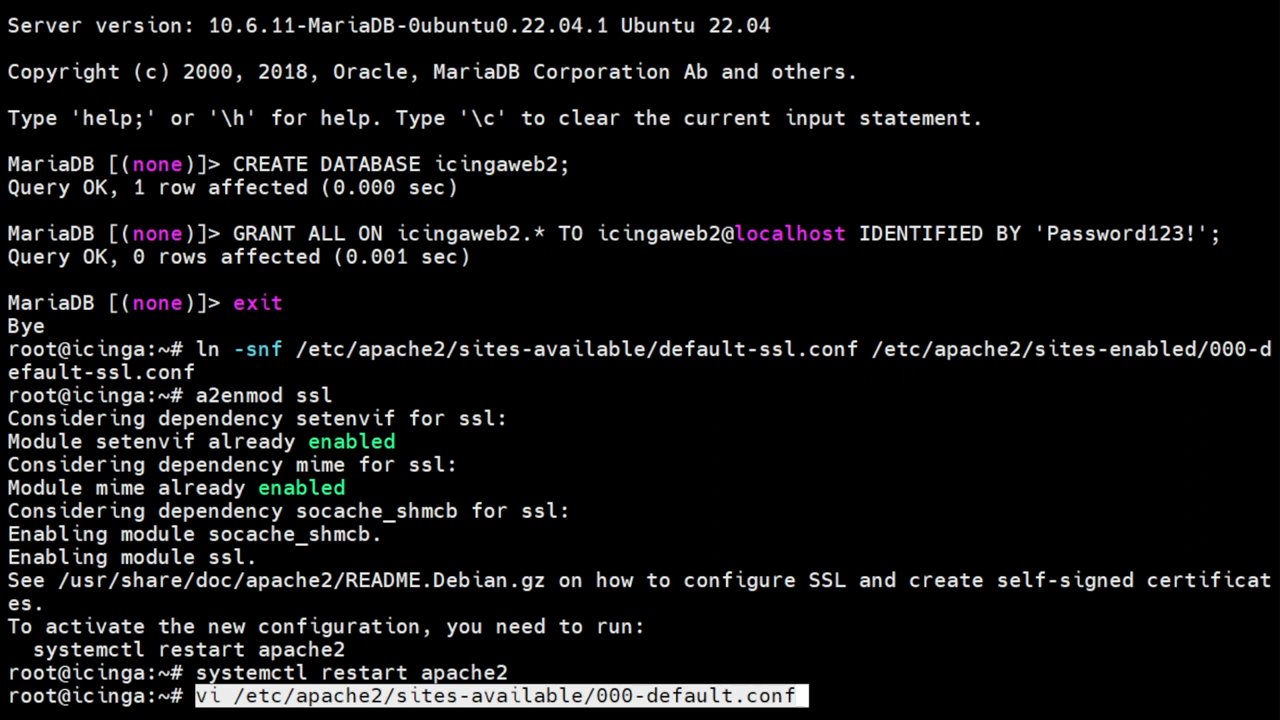 Server version: 10.6.11-MariaDB-0ubuntu0.22.04.1 Ubuntu 22.04
Copyright (c) 2000, 2018, Oracle, MariaDB Corporation Ab and others.
Type 'help;' or '\h' for help. Type '\c' to clear the current input statement.
MariaDB [(none)]> CREATE DATABASE icingaweb2;
Query OK, 1 row affected (0.000 sec)
MariaDB [(none)]> GRANT ALL ON icingaweb2.* TO icingaweb2@localhost IDENTIFIED BY 'Password123!';
Query OK, 0 rows affected (0.001 sec)
MariaDB [(none)]> exit
Bye
root@icinga:~# ln -snf /etc/apache2/sites-available/default-ssl.conf /etc/apache2/sites-enabled/000-d
efault-ssl.conf
root@icinga:~# a2enmod ssl
Considering dependency setenvif for ssl:
Module setenvif already enabled
Considering dependency mime for ssl:
Module mime already enabled
Considering dependency socache_shmcb for ssl:
Enabling module socache_shmcb.
Enabling module ssl.
See /usr/share/doc/apache2/README.Debian.gz on how to configure SSL and create self-signed certificat
es.
To activate the new configuration, you need to run:
  systemctl restart apache2
root@icinga:~# systemctl restart apache2
root@icinga:~# vi /etc/apache2/sites-available/000-default.conf